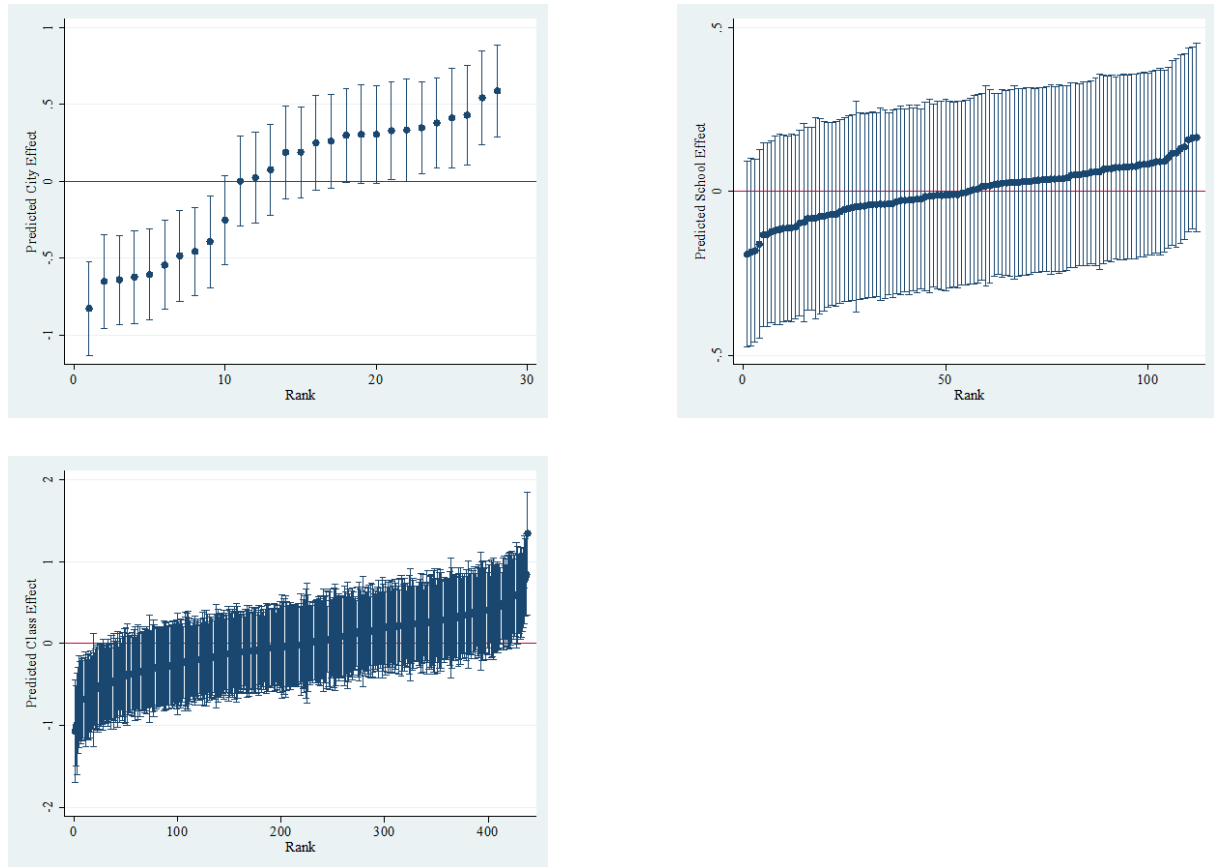 Predicted City Effect
1
.5
0
-.5
-1
0 10 20 30
Rank
Predicted School Effect
.5
0
-.5
0 50 100
Rank
Predicted Class Effect
2
1
0
-1
-2
0 100 200 300 400
Rank